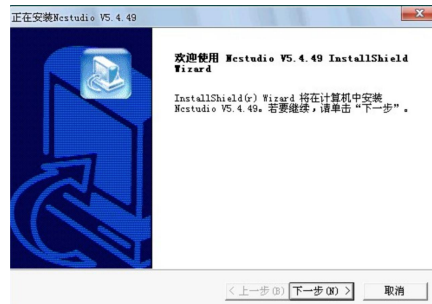 正在安装Ncstudio V5.4.49
欢迎使用 Ncstudio V5.4.49 InstallShield
Wizard
InstallShield(r) Wizard 将在计算机中安装
Ncstudio V5.4.49。若要继续，请单击“下一步”。
< 上一步(B) 下一步(N) > 取消